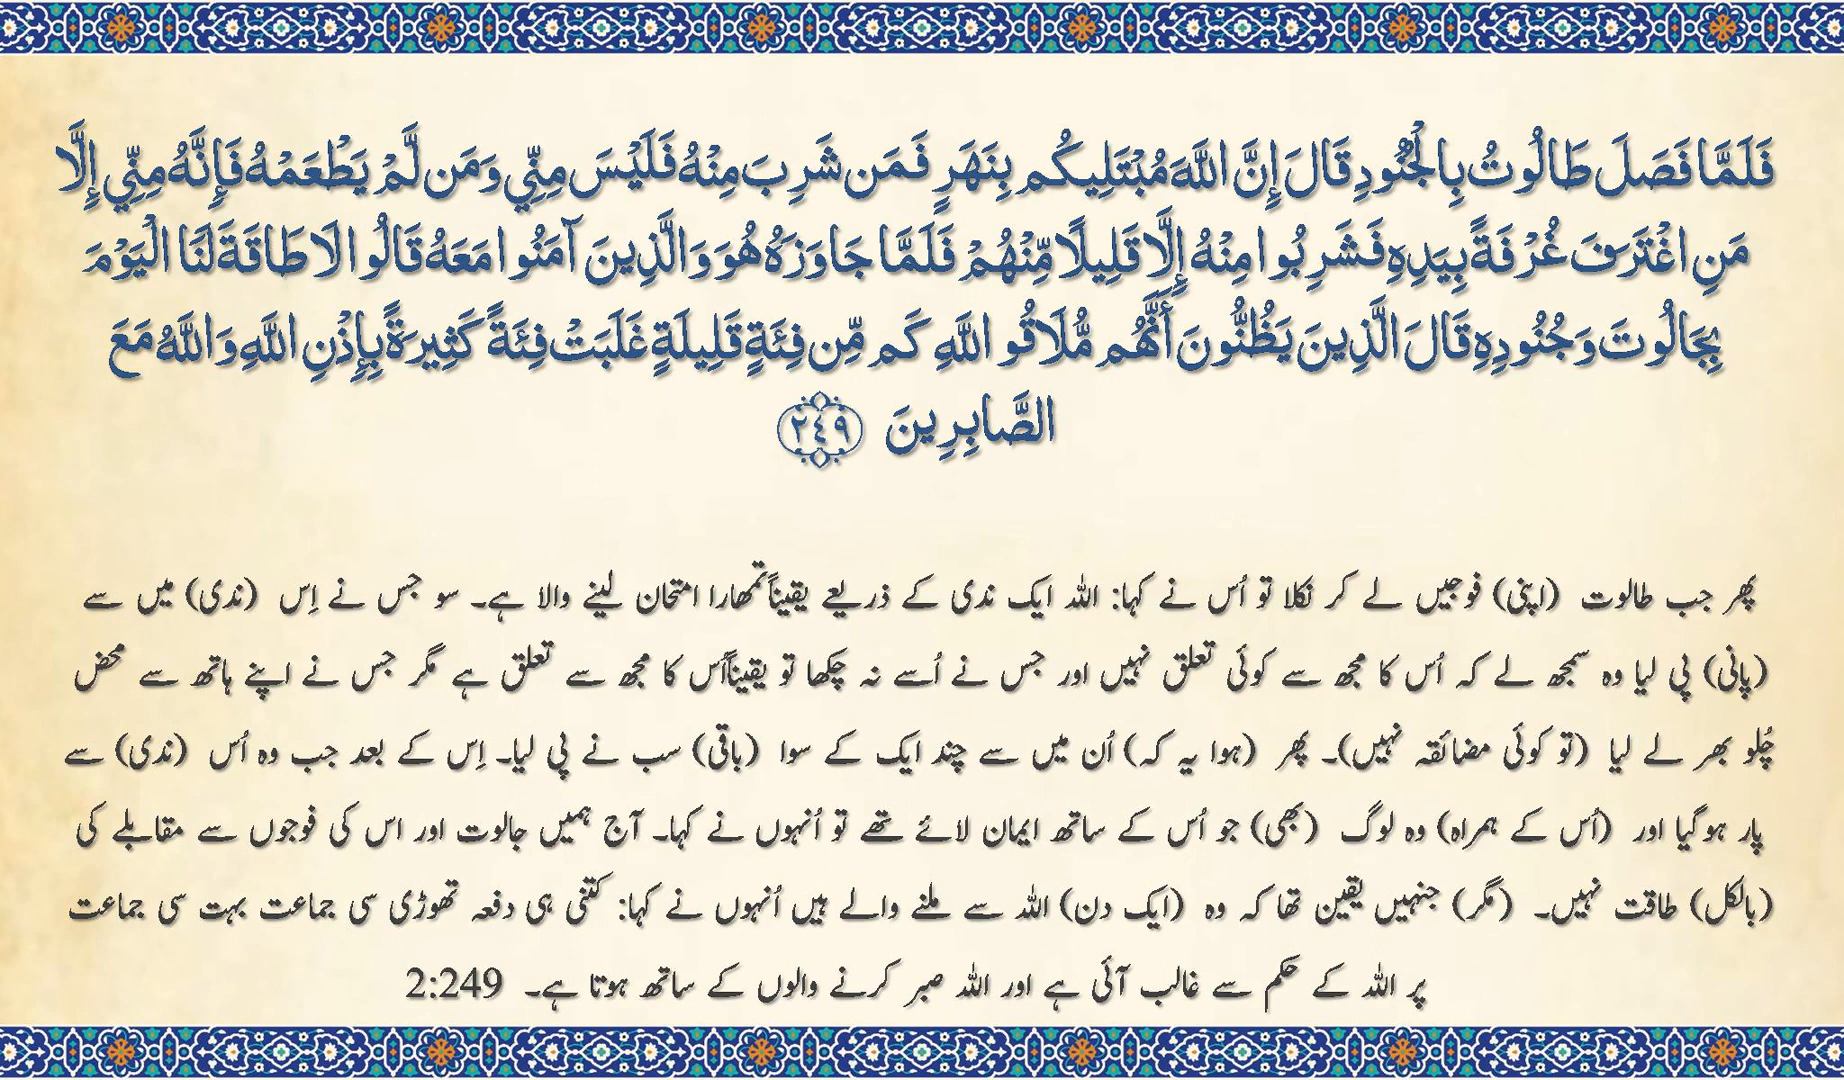 فَلَمَّا فَصَلَ طَالُوتُ بِالْجُنُودِ قَالَ إِنَّ اللَّهَ مُبْتَلِيكُم بِنَهَرٍ فَمَن شَرِبَ مِنْهُ فَلَيْسَ مِنِّي وَمَن لَّمْ يَطْعَمْهُ فَإِنَّهُ مِنِّي إِلَّا
مَنِ اغْتَرَفَ غُرْفَةً بِيَدِهِ فَشَرِبُوا مِنْهُ إِلَّا قَلِيلًا مِّنْهُمْ فَلَمَّا جَاوَزَهُ هُوَ وَالَّذِينَ آمَنُوا مَعَهُ قَالُوا لَا طَاقَةَ لَنَا الْيَوْمَ
بِجَالُوتَ وَجُنُودِهِ قَالَ الَّذِينَ يَظُنُّونَ أَنَّهُم مُّلَاقُو اللَّهِ كَم مِّن فِئَةٍ قَلِيلَةٍ غَلَبَتْ فِئَةً كَثِيرَةً بِإِذْنِ اللَّهِ وَاللَّهُ مَعَ
الصَّابِرِينَ ﴿٢٤٩﴾
پھر جب طالوت (اپنی) فوجیں لے کر نکلا تو اُس نے کہا: اللہ ایک ندی کے ذریعے یقیناً تمھارا امتحان لینے والا ہے۔ سو جس نے اِس (ندی) میں سے
(پانی) پی لیا وہ سمجھ لے کہ اُس کا مجھ سے کوئی تعلق نہیں اور جس نے اُسے نہ چکھا تو یقیناً اُس کا مجھ سے تعلق ہے مگر جس نے اپنے ہاتھ سے محض
چُلو بھر لے لیا (تو کوئی مضائقہ نہیں)۔ پھر (ہوا یہ کہ) اُن میں سے چند ایک کے سوا (باقی) سب نے پی لیا۔ اِس کے بعد جب وہ اُس (ندی) سے
پار ہوگیا اور (اُس کے ہمراہ) وہ لوگ (بھی) جو اُس کے ساتھ ایمان لائے تھے تو اُنہوں نے کہا۔ آج ہمیں جالوت اور اس کی فوجوں سے مقابلے کی
(بالکل) طاقت نہیں۔ (مگر) جنہیں یقین تھا کہ وہ (ایک دن) اللہ سے ملنے والے ہیں اُنہوں نے کہا: کتنی ہی دفعہ تھوڑی سی جماعت بہت سی جماعت
پر اللہ کے حکم سے غالب آئی ہے اور اللہ صبر کرنے والوں کے ساتھ ہوتا ہے۔ 2:249